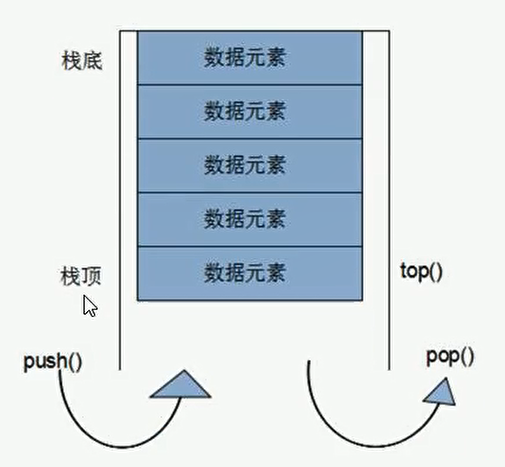 栈底
数据元素
数据元素
数据元素
数据元素
栈顶
数据元素
top()
push()
pop()